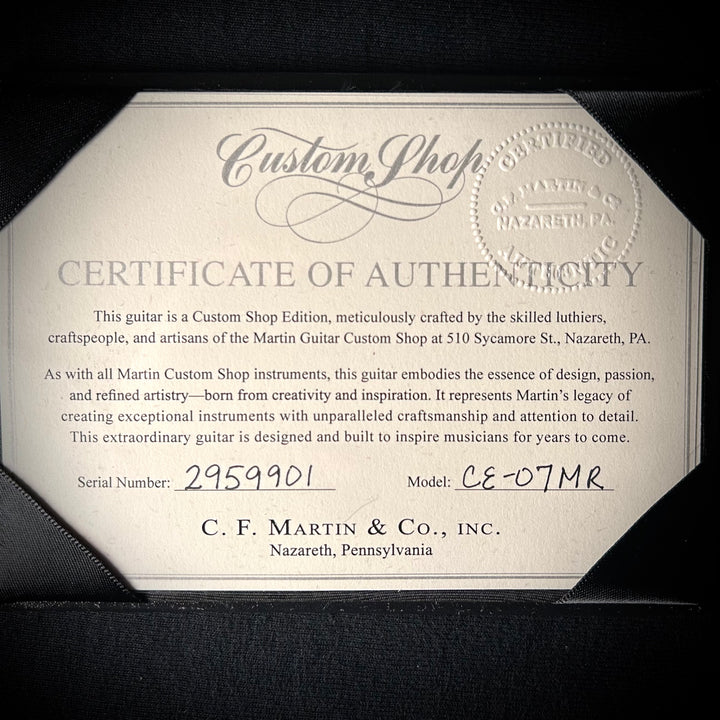 Custom Shop
CERTIFIED
C.F. MARTIN & CO.
NAZARETH, PA.
AUTHENTIC
CERTIFICATE OF AUTHENTICITY
This guitar is a Custom Shop Edition, meticulously crafted by the skilled luthiers,
craftspeople, and artisans of the Martin Guitar Custom Shop at 510 Sycamore St., Nazareth, PA.
As with all Martin Custom Shop instruments, this guitar embodies the essence of design, passion,
and refined artistry—born from creativity and inspiration. It represents Martin’s legacy of
creating exceptional instruments with unparalleled craftsmanship and attention to detail.
This extraordinary guitar is designed and built to inspire musicians for years to come.
Serial Number: 2959901 Model: CE-07MR
C. F. MARTIN & CO., INC.
Nazareth, Pennsylvania